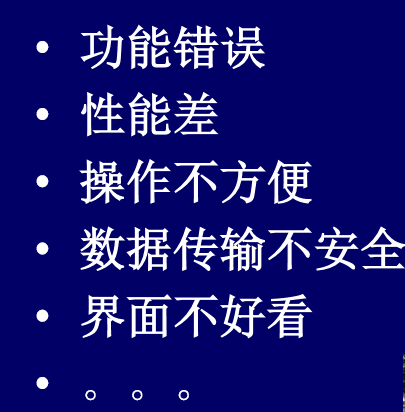 • 功能错误
• 性能差
• 操作不方便
• 数据传输不安全
• 界面不好看
• 。。。